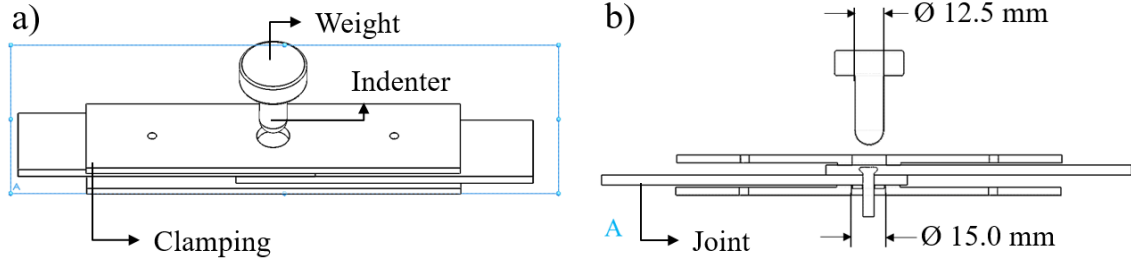 a)
Weight
Indenter
A
Clamping
b)
Ø 12.5 mm
A
Joint
Ø 15.0 mm